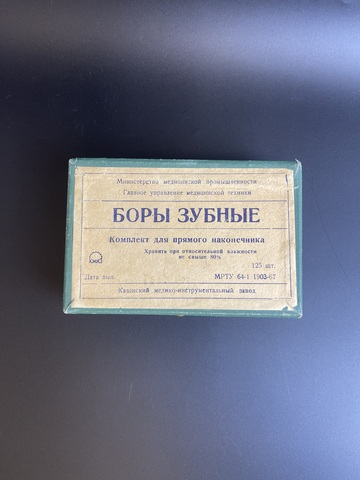 Министерство медицинской промышленности
Главное управление медицинской техники
БОРЫ ЗУБНЫЕ
Комплект для прямого наконечника
Хранить при относительной влажности
не свыше 80%
125 шт.
Дата вып.
МРТУ 64-1 1903-67
Казанский медико-инструментальный завод